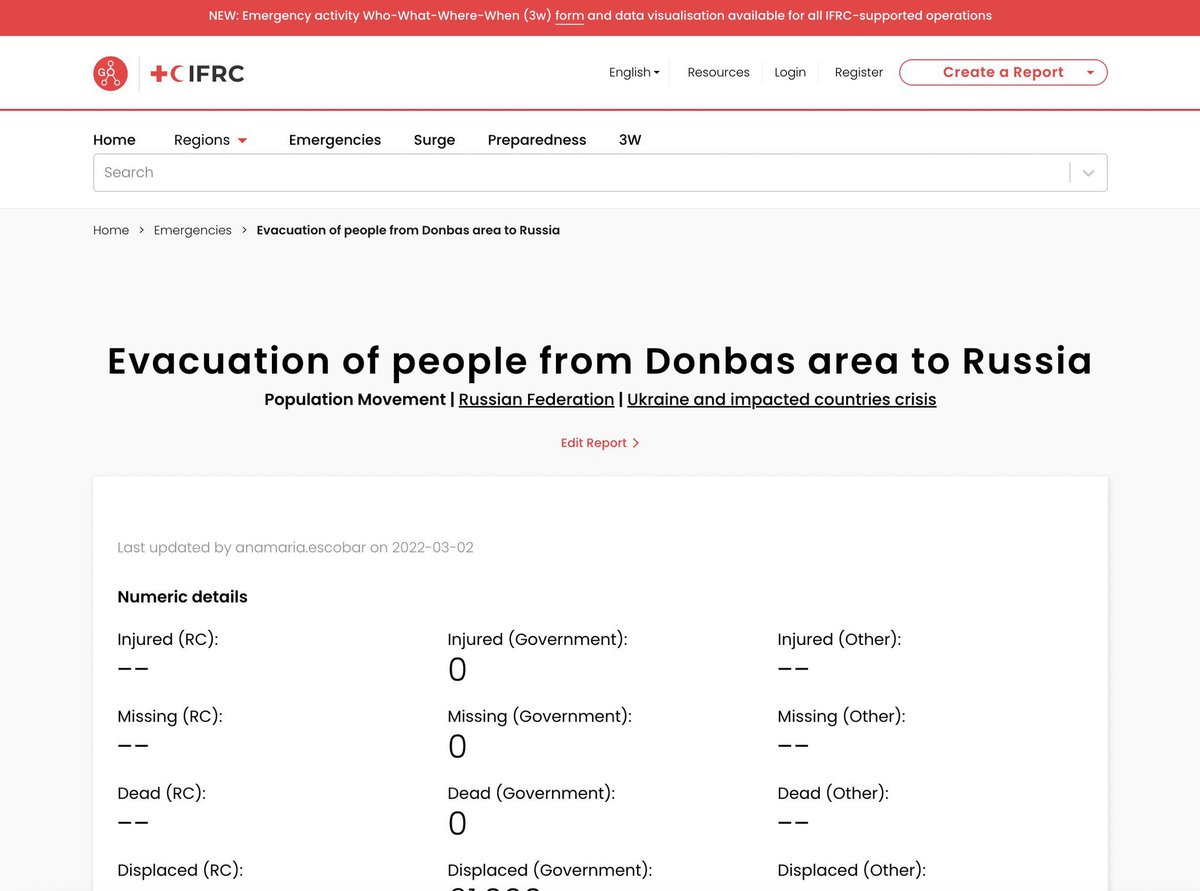 NEW: Emergency activity Who-What-Where-When (3w) form and data visualisation available for all IFRC-supported operations
GO IFRC
English Resources Login Register Create a Report
Home Regions Emergencies Surge Preparedness 3W
Search
Home > Emergencies > Evacuation of people from Donbas area to Russia
Evacuation of people from Donbas area to Russia
Population Movement | Russian Federation | Ukraine and impacted countries crisis
Edit Report >
Last updated by anamaria.escobar on 2022-03-02
Numeric details
Injured (RC): Injured (Government): Injured (Other):
-- 0 --
Missing (RC): Missing (Government): Missing (Other):
-- 0 --
Dead (RC): Dead (Government): Dead (Other):
-- 0 --
Displaced (RC): Displaced (Government): Displaced (Other):